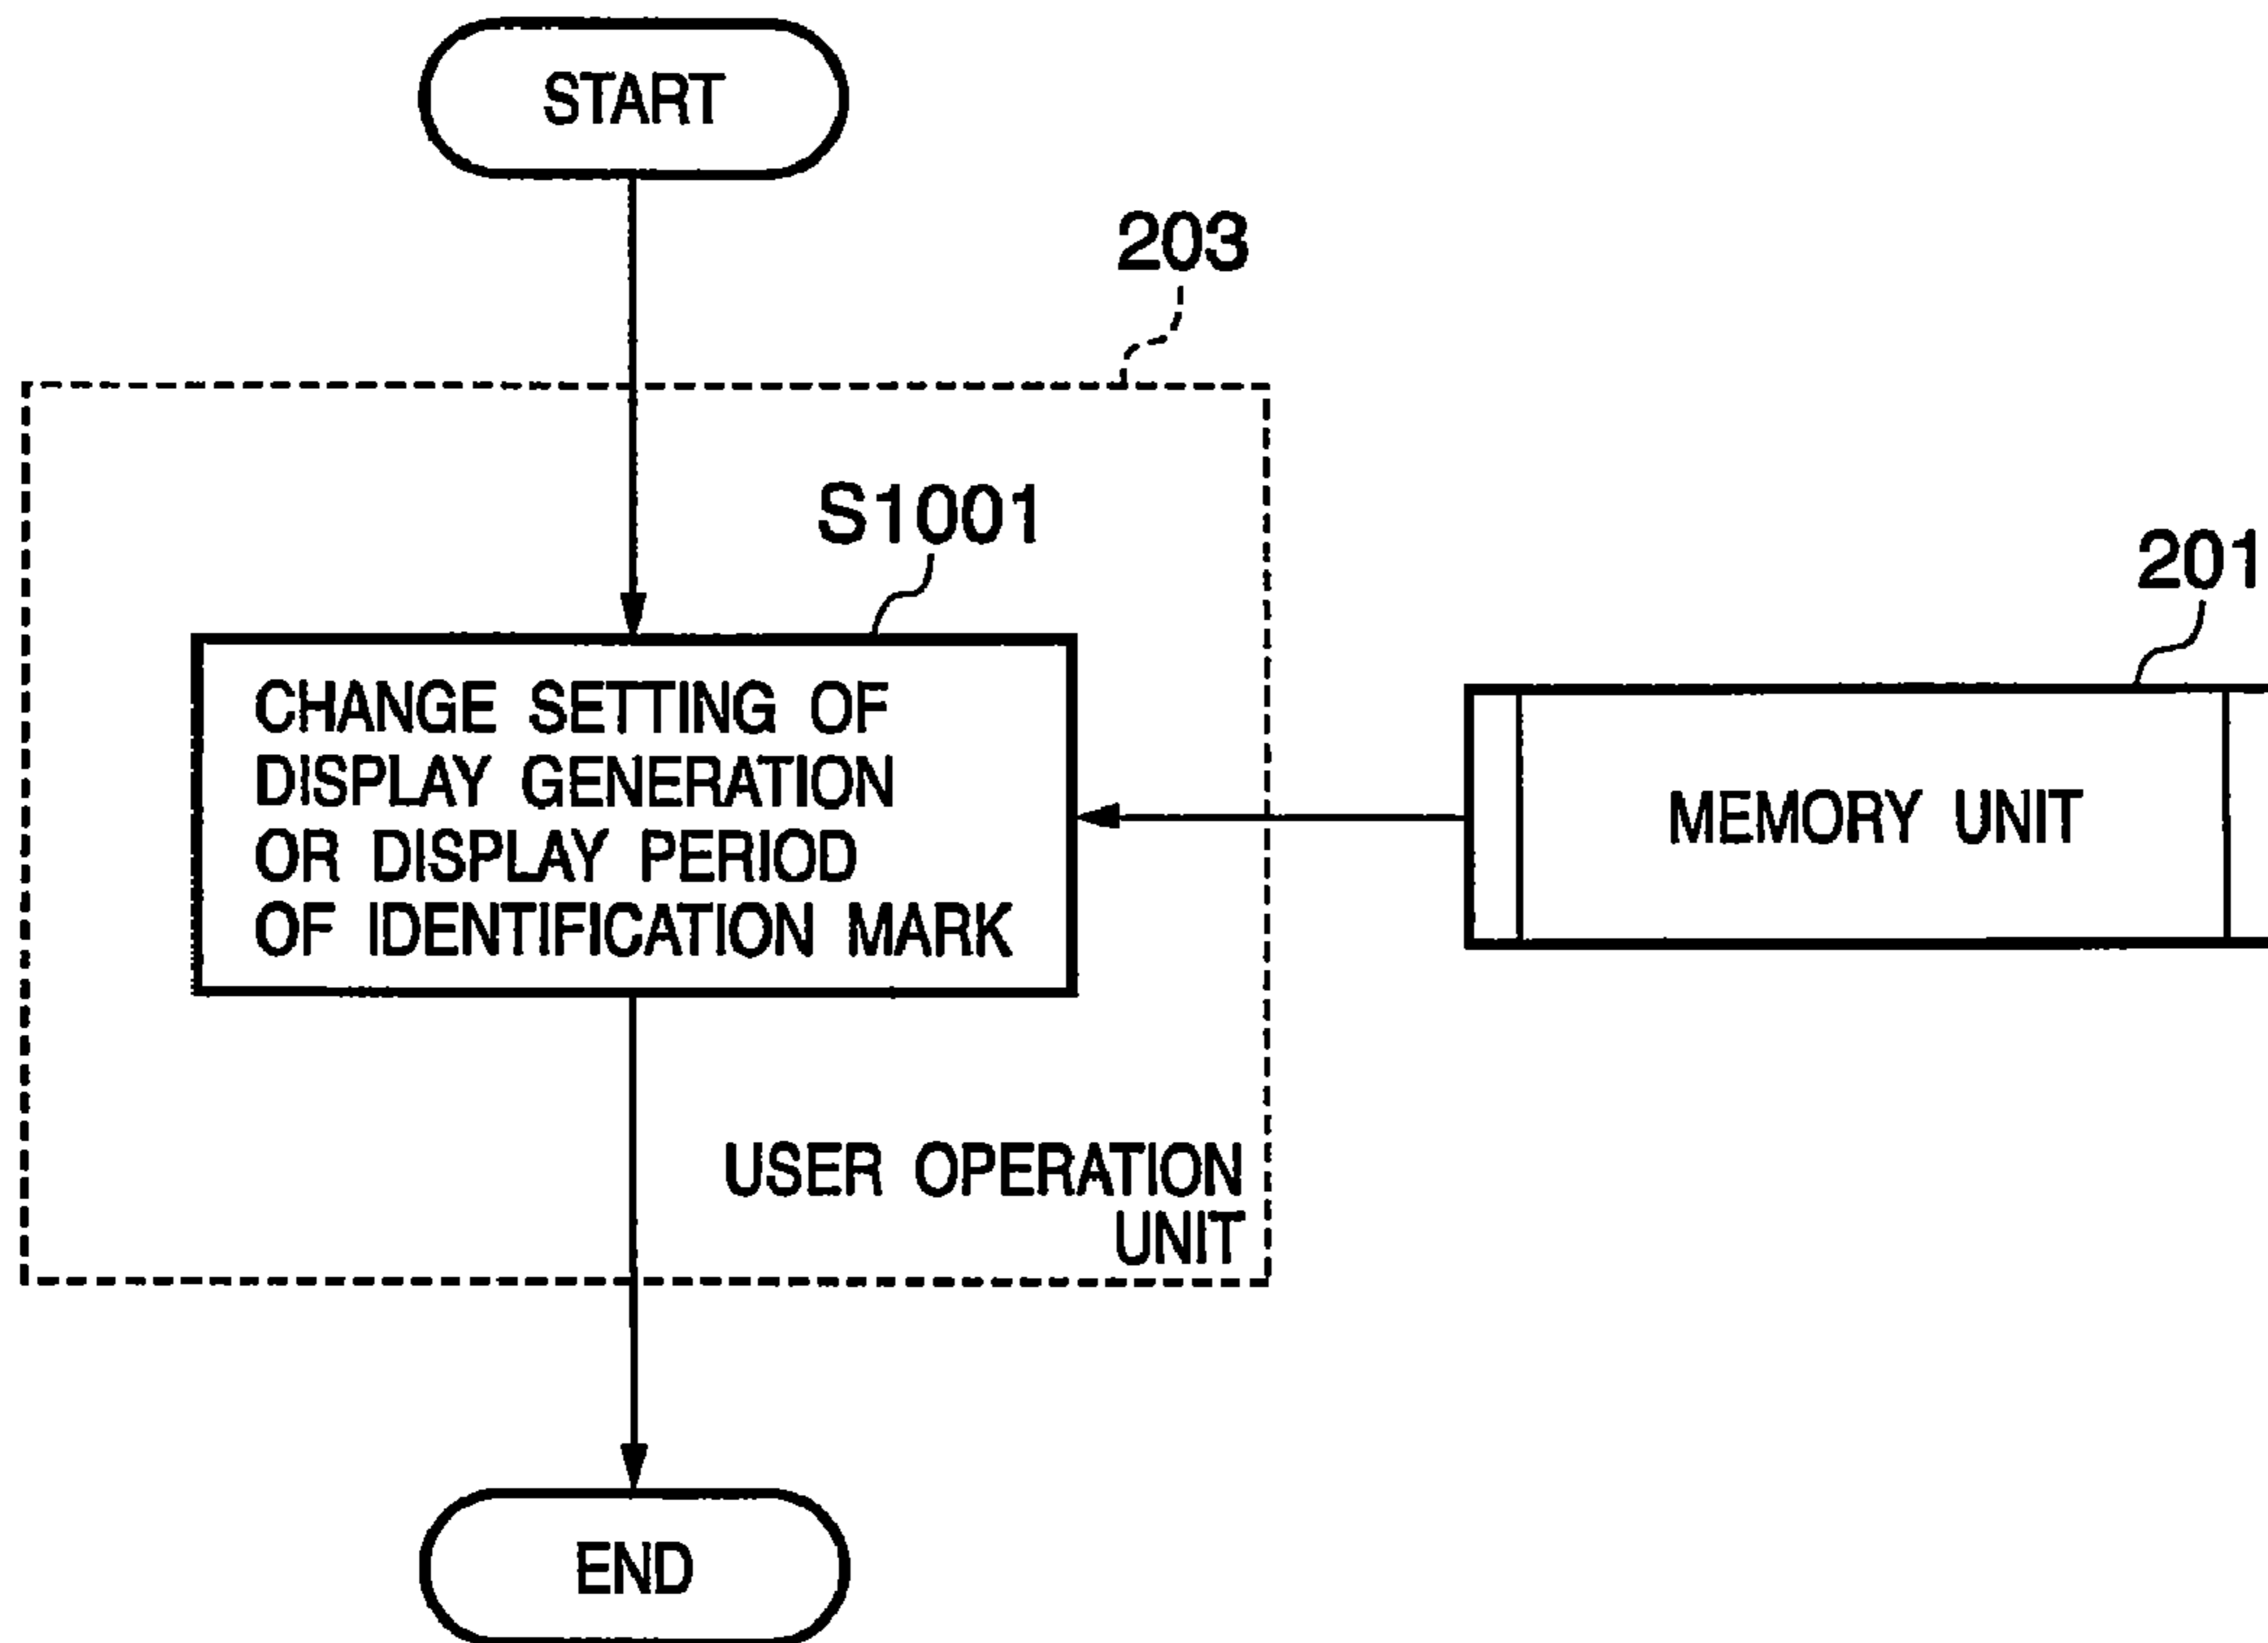 START
203
S1001
201
CHANGE SETTING OF
DISPLAY GENERATION
OR DISPLAY PERIOD
OF IDENTIFICATION MARK
MEMORY UNIT
USER OPERATION
UNIT
END